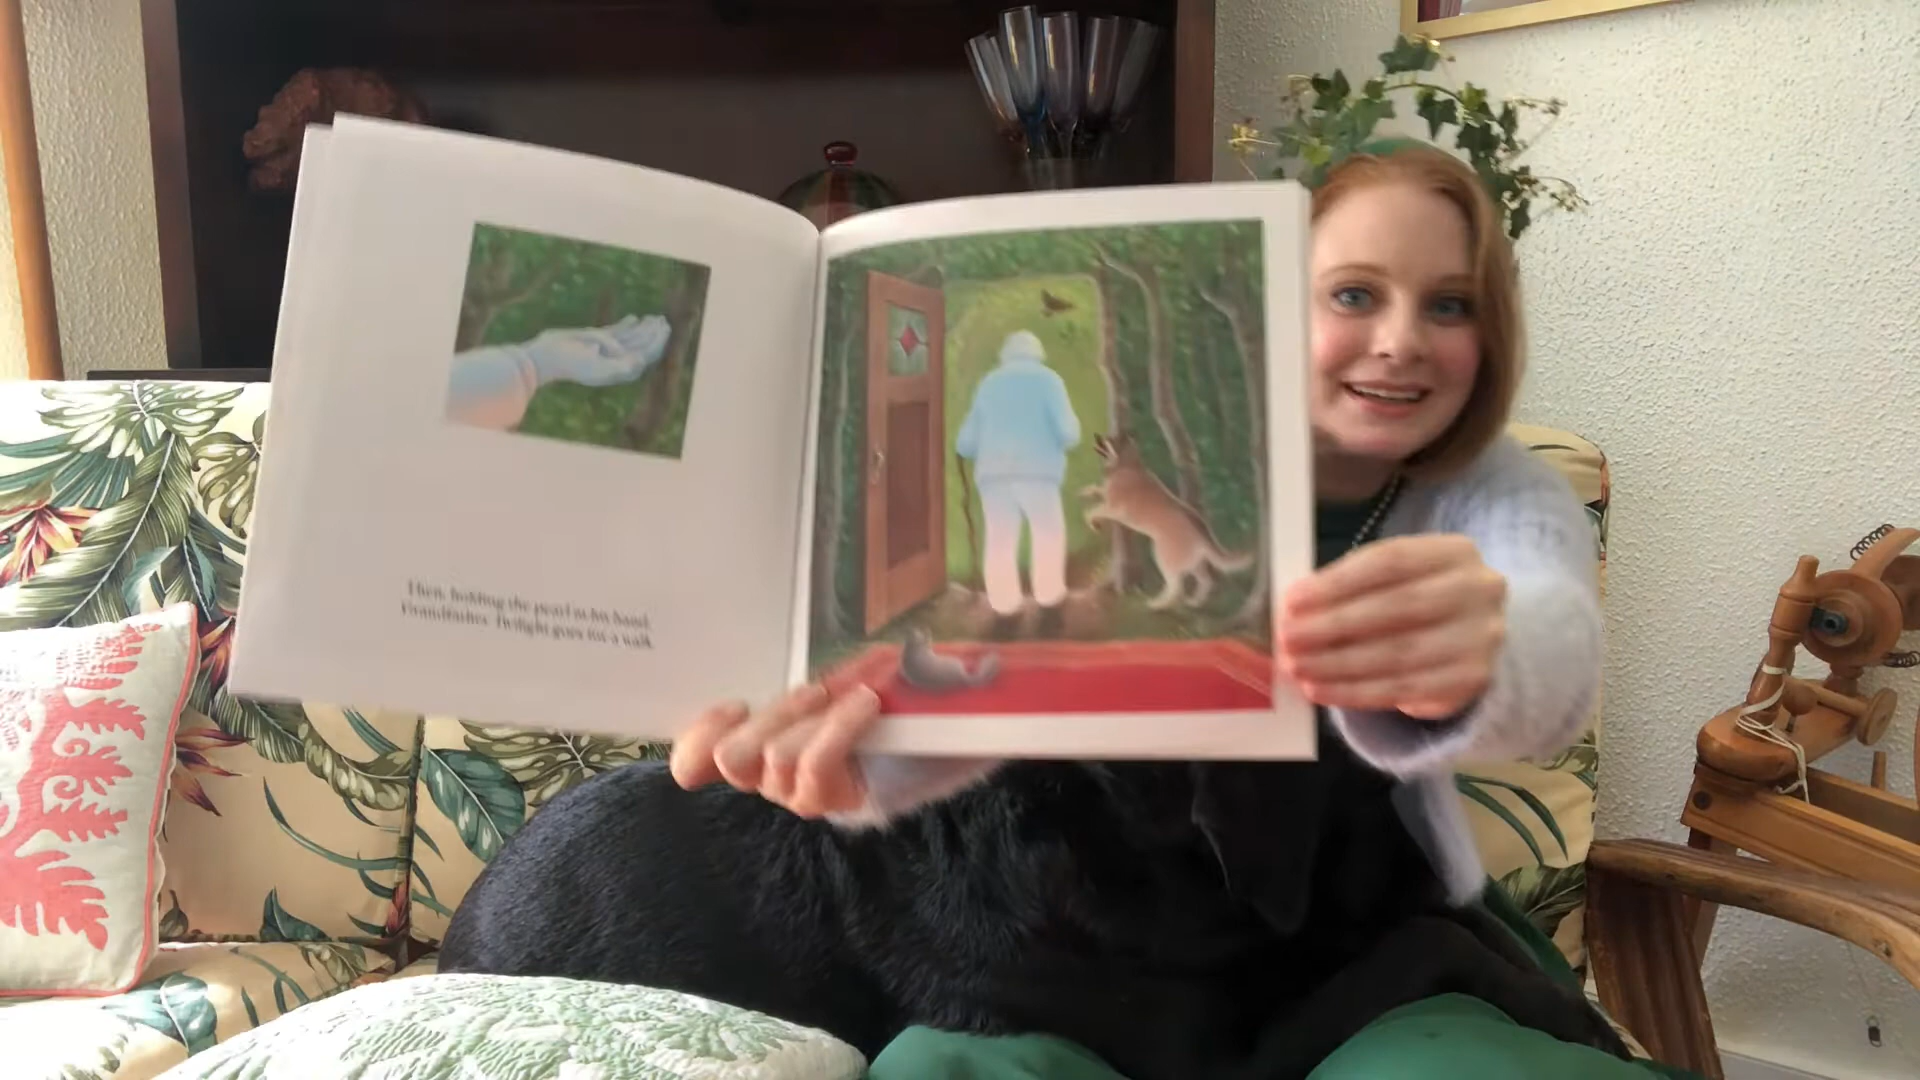 Then, holding the pearl in his hand,
Grandfather Twilight goes for a walk.